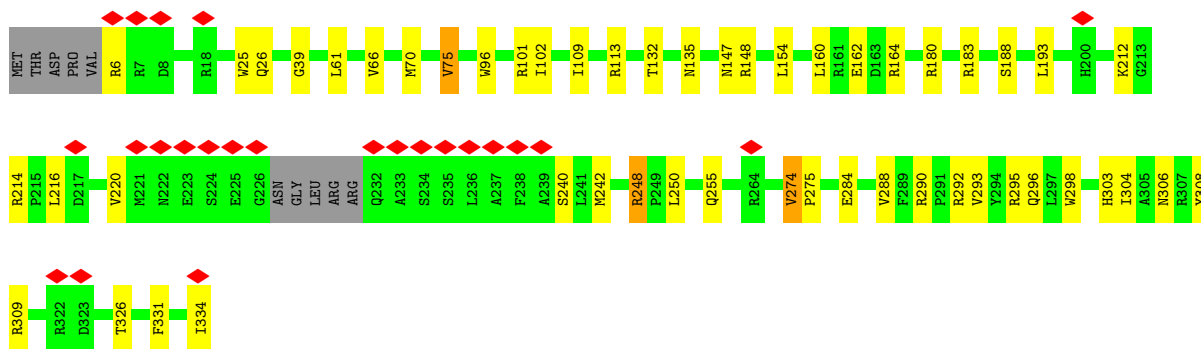 MET THR ASP PRO VAL R6 R7 D8 R18 W25 Q26 G39 L61 V66 M70 V75 W96 R101 I102 I109 R113 T132 N135 N147 R148 L154 L160 R161 E162 D163 R164 R180 R183 S188 L193 H200 K212 G213
R214 P215 L216 D217 V220 M221 N222 E223 S224 E225 G226 ASN GLY LEU ARG ARG Q232 A233 S234 S235 L236 A237 F238 A239 S240 L241 M242 R248 P249 L250 Q255 R264 V274 P275 E284 V288 F289 R290 P291 R292 V293 Y294 R295 Q296 L297 W298 H303 I304 A305 N306 R307 Y308
R309 R322 D323 T326 F331 I334